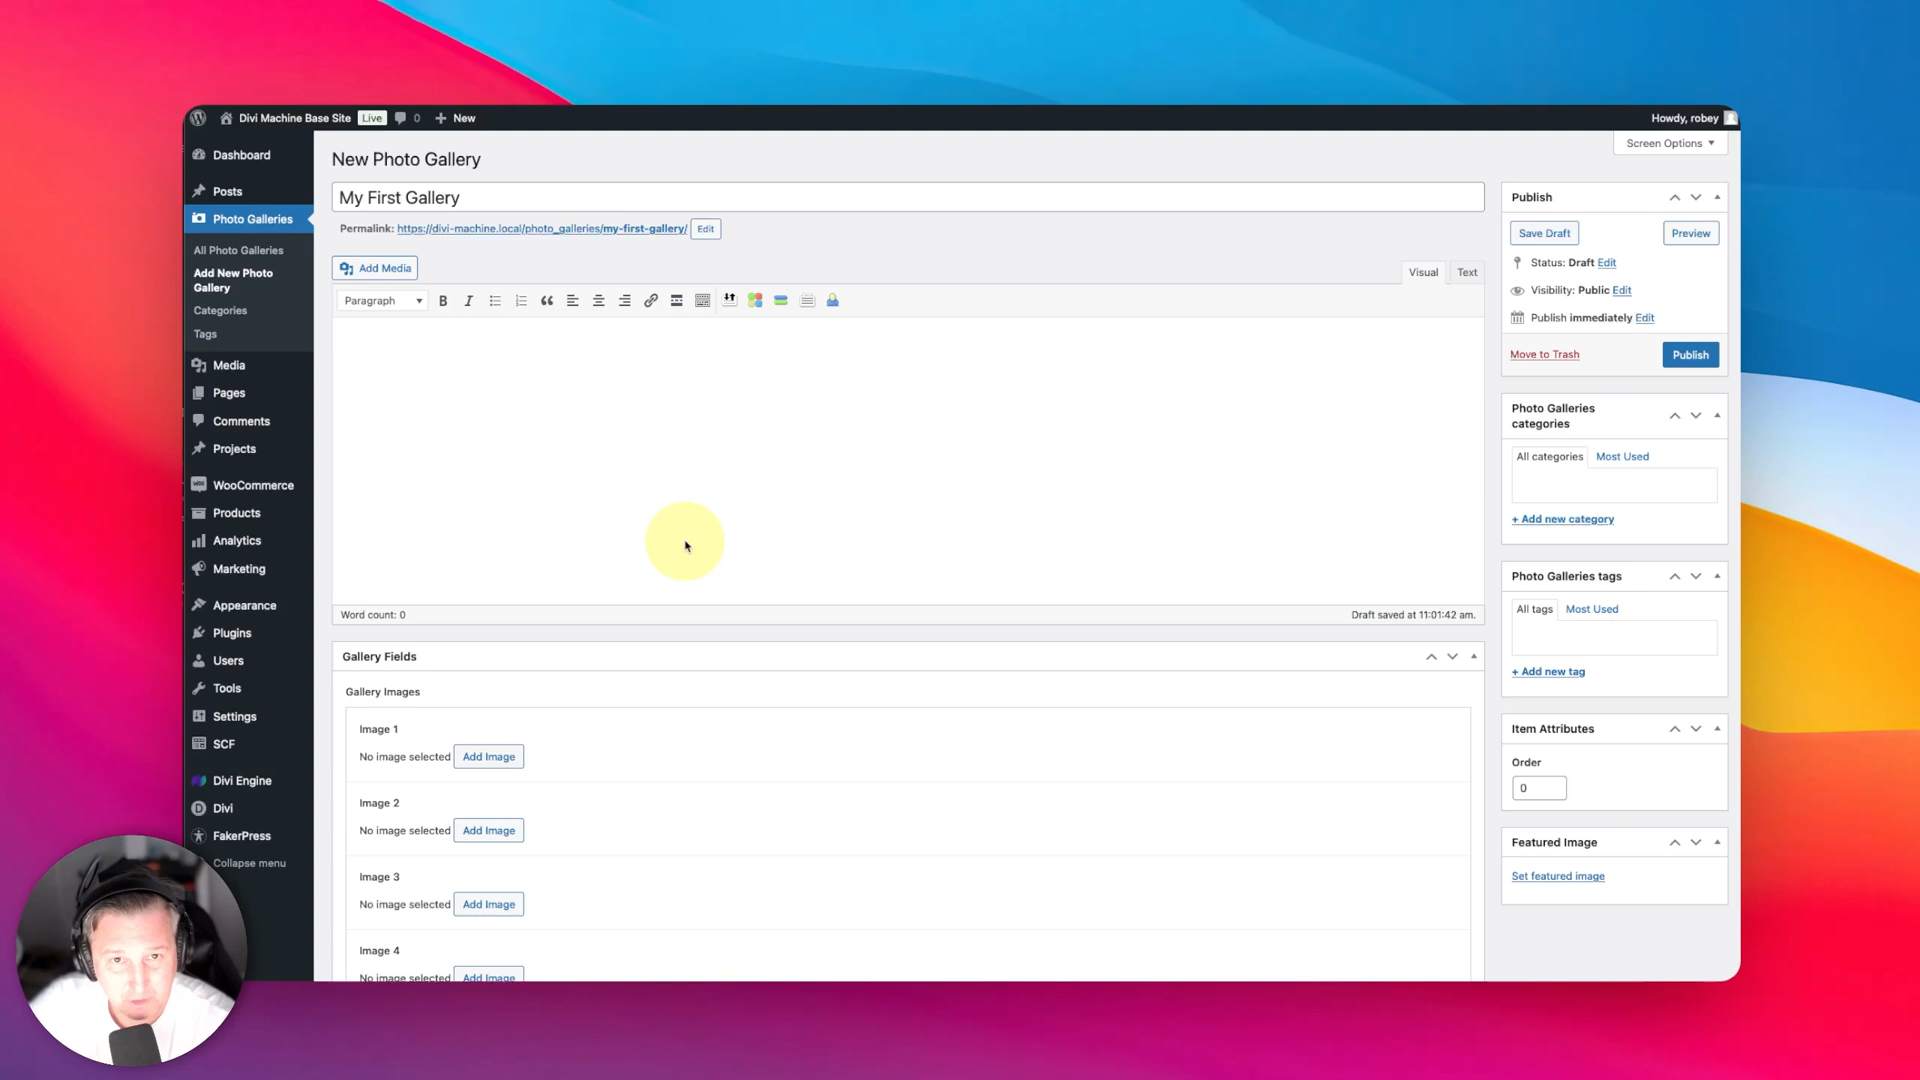 Divi Machine Base Site Live 0 New Howdy, robey
Screen Options
Dashboard
Posts
Photo Galleries
All Photo Galleries
Add New Photo
Gallery
Categories
Tags
Media
Pages
Comments
Projects
WooCommerce
Products
Analytics
Marketing
Appearance
Plugins
Users
Tools
Settings
SCF
Divi Engine
Divi
FakerPress
Collapse menu
New Photo Gallery
My First Gallery
Permalink: https://divi-machine.local/photo_galleries/my-first-gallery/ Edit
Add Media
Visual Text
Paragraph
Word count: 0 Draft saved at 11:01:42 am.
Gallery Fields
Gallery Images
Image 1
No image selected Add Image
Image 2
No image selected Add Image
Image 3
No image selected Add Image
Image 4
No image selected Add Image
Publish
Save Draft Preview
Status: Draft Edit
Visibility: Public Edit
Publish immediately Edit
Move to Trash Publish
Photo Galleries
categories
All categories Most Used
+ Add new category
Photo Galleries tags
All tags Most Used
+ Add new tag
Item Attributes
Order
0
Featured Image
Set featured image